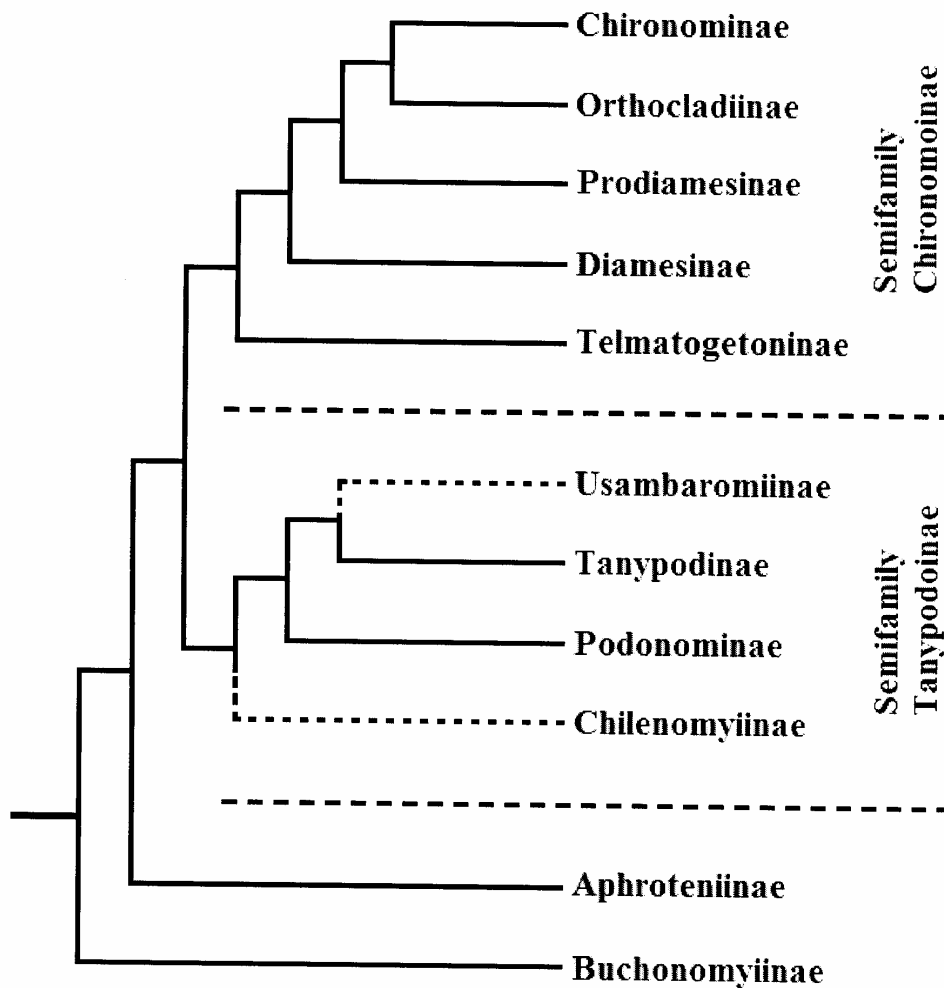 Chironominae
Orthocladiinae
Prodiamesinae
Diamesinae
Telmatogetoninae
Semifamily
Chironomoinae
Usambaromiinae
Tanypodinae
Podonominae
Chilenomyiinae
Semifamily
Tanypodoinae
Aphroteniinae
Buchonomyiinae